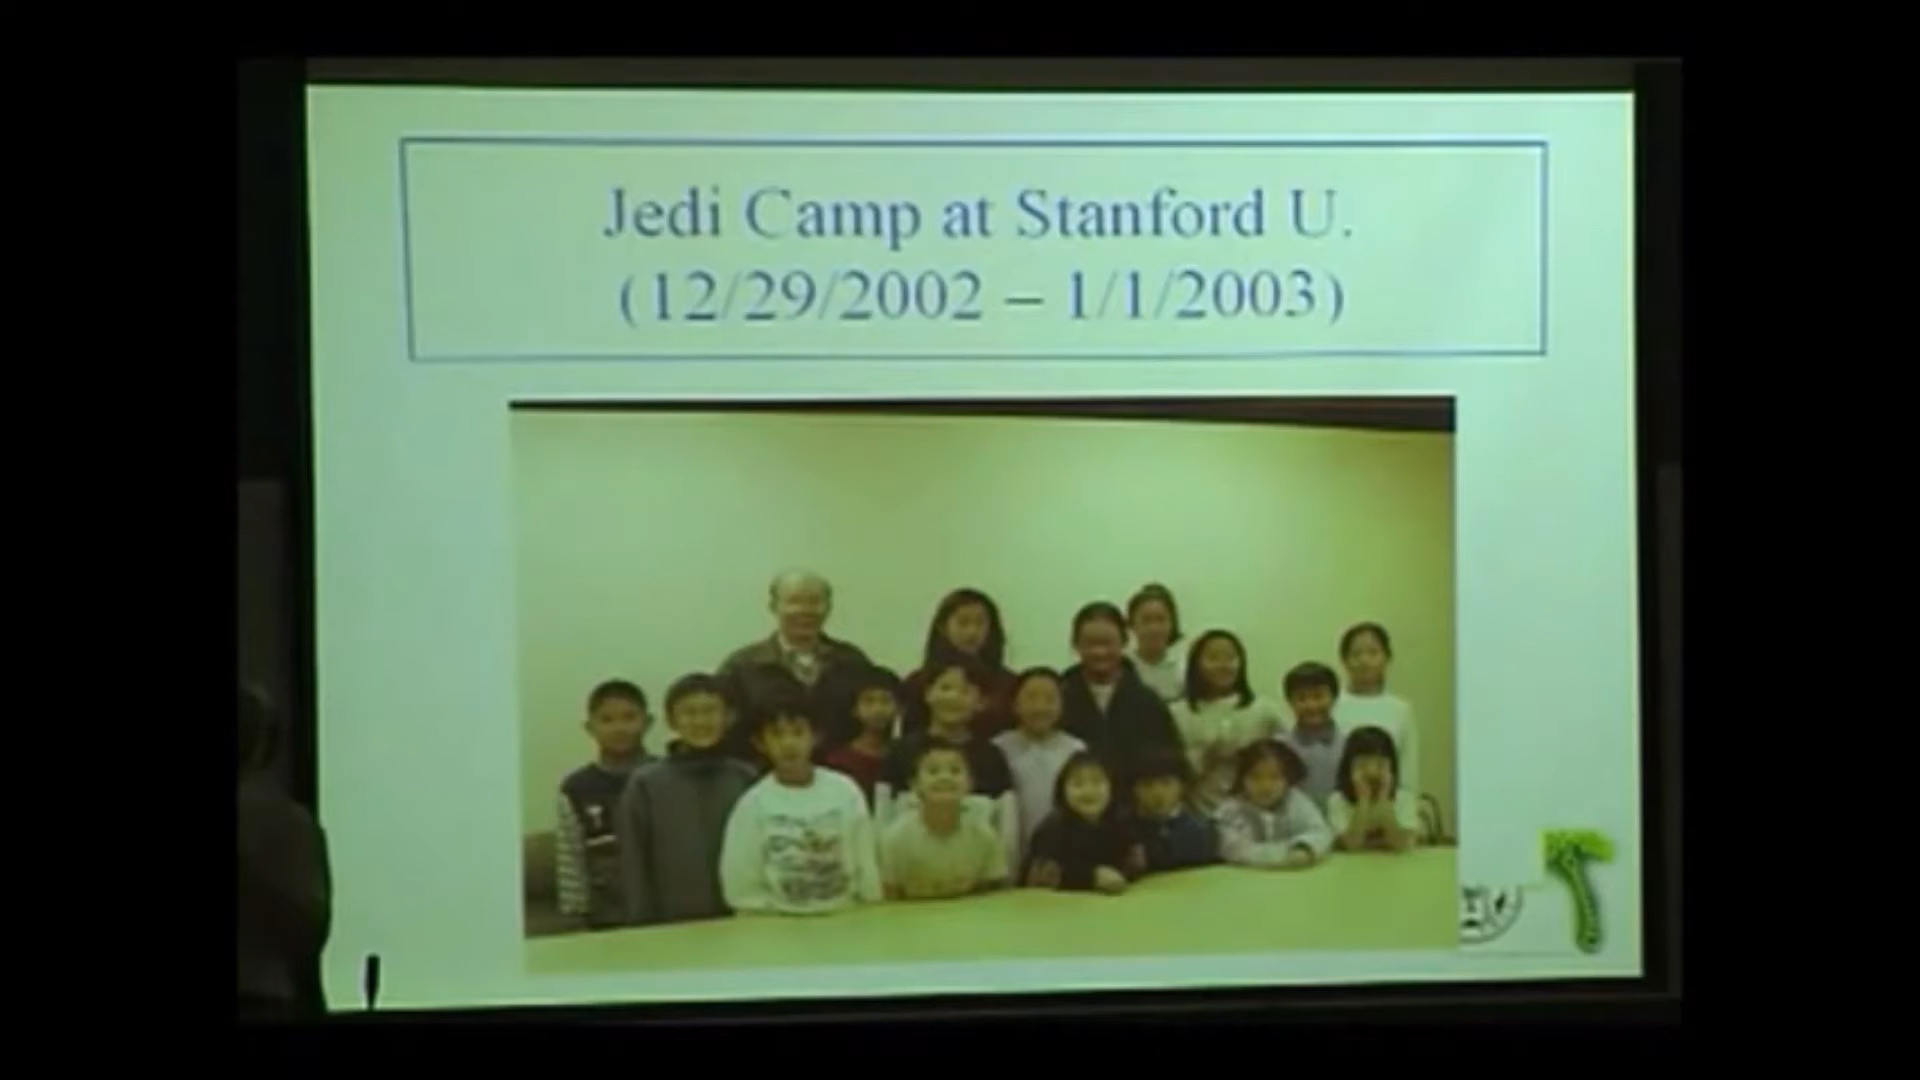 Jedi Camp at Stanford U.
(12/29/2002 – 1/1/2003)